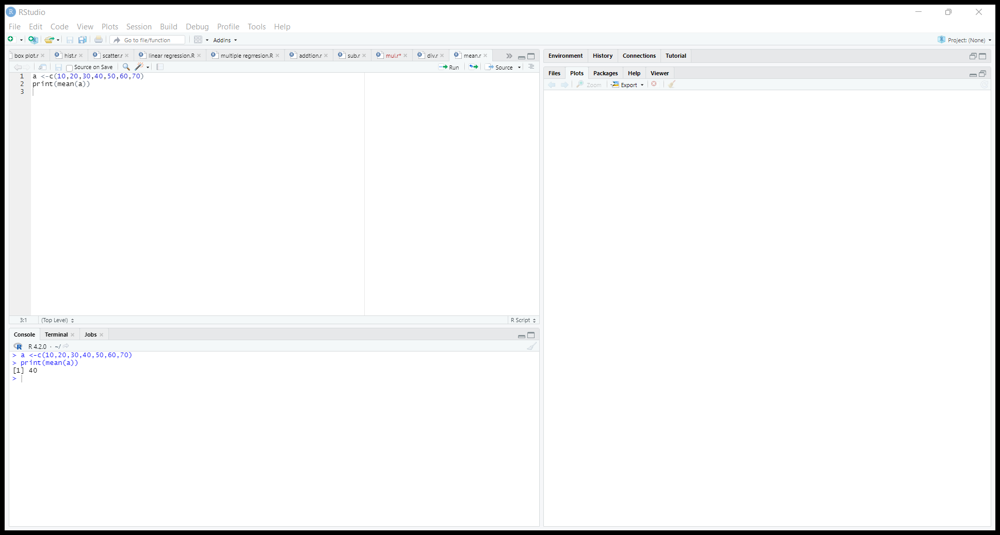 RStudio
File Edit Code View Plots Session Build Debug Profile Tools Help
Go to file/function Addins Project: (None)
box plot.r hist.r scatter.r linear regression.R multiple regrresion.R addtion.r sub.r mul.r* div.r mean.r
Source on Save Run Source
1 a <-c(10,20,30,40,50,60,70)
2 print(mean(a))
3
3:1 (Top Level) R Script
Console Terminal Jobs
R 4.2.0 · ~/
> a <-c(10,20,30,40,50,60,70)
> print(mean(a))
[1] 40
>
Environment History Connections Tutorial
Files Plots Packages Help Viewer
Zoom Export